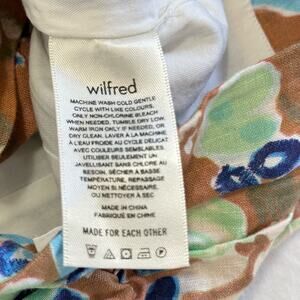 wilfred
MACHINE WASH COLD GENTLE
CYCLE WITH LIKE COLOURS,
ONLY NON-CHLORINE BLEACH
WHEN NEEDED, TUMBLE DRY LOW,
WARM IRON ONLY IF NEEDED, OR
DRY CLEAN. LAVER À LA MACHINE
À L'EAU FROIDE AU CYCLE DÉLICAT
AVEC COULEURS SEMBLABLES.
UTILISER SEULEMENT UN
JAVELLISANT SANS CHLORE AU
BESOIN, SÉCHER À BASSE
TEMPÉRATURE, REPASSAGE
MOYEN SI NÉCESSAIRE,
OU NETTOYER À SEC
MADE IN CHINA
FABRIQUÉ EN CHINE
MADE FOR EACH OTHER